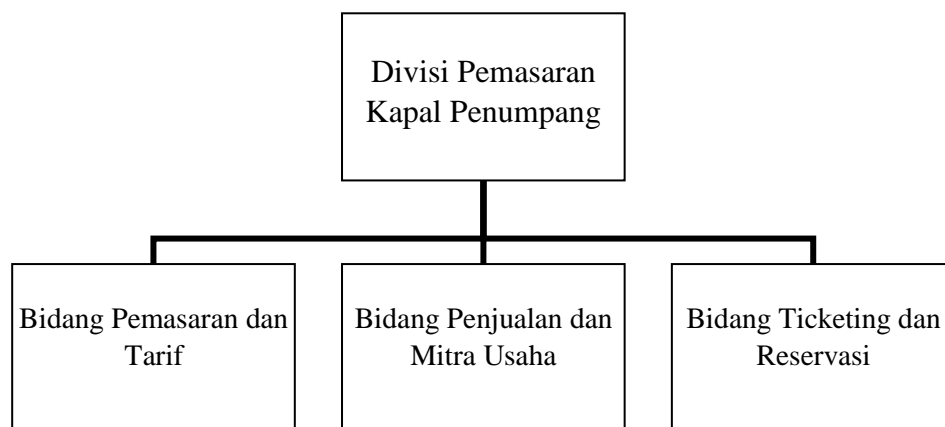 Divisi Pemasaran
Kapal Penumpang
Bidang Pemasaran dan
Tarif
Bidang Penjualan dan
Mitra Usaha
Bidang Ticketing dan
Reservasi